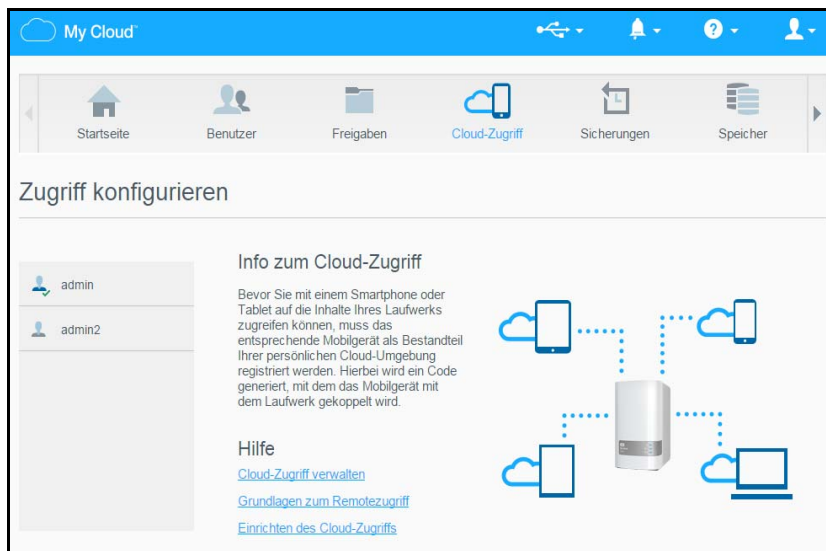 My Cloud™
Startseite
Benutzer
Freigaben
Cloud-Zugriff
Sicherungen
Speicher
Zugriff konfigurieren
admin
admin2
Info zum Cloud-Zugriff
Bevor Sie mit einem Smartphone oder
Tablet auf die Inhalte Ihres Laufwerks
zugreifen können, muss das
entsprechende Mobilgerät als Bestandteil
Ihrer persönlichen Cloud-Umgebung
registriert werden. Hierbei wird ein Code
generiert, mit dem das Mobilgerät mit
dem Laufwerk gekoppelt wird.
Hilfe
Cloud-Zugriff verwalten
Grundlagen zum Remotezugriff
Einrichten des Cloud-Zugriffs